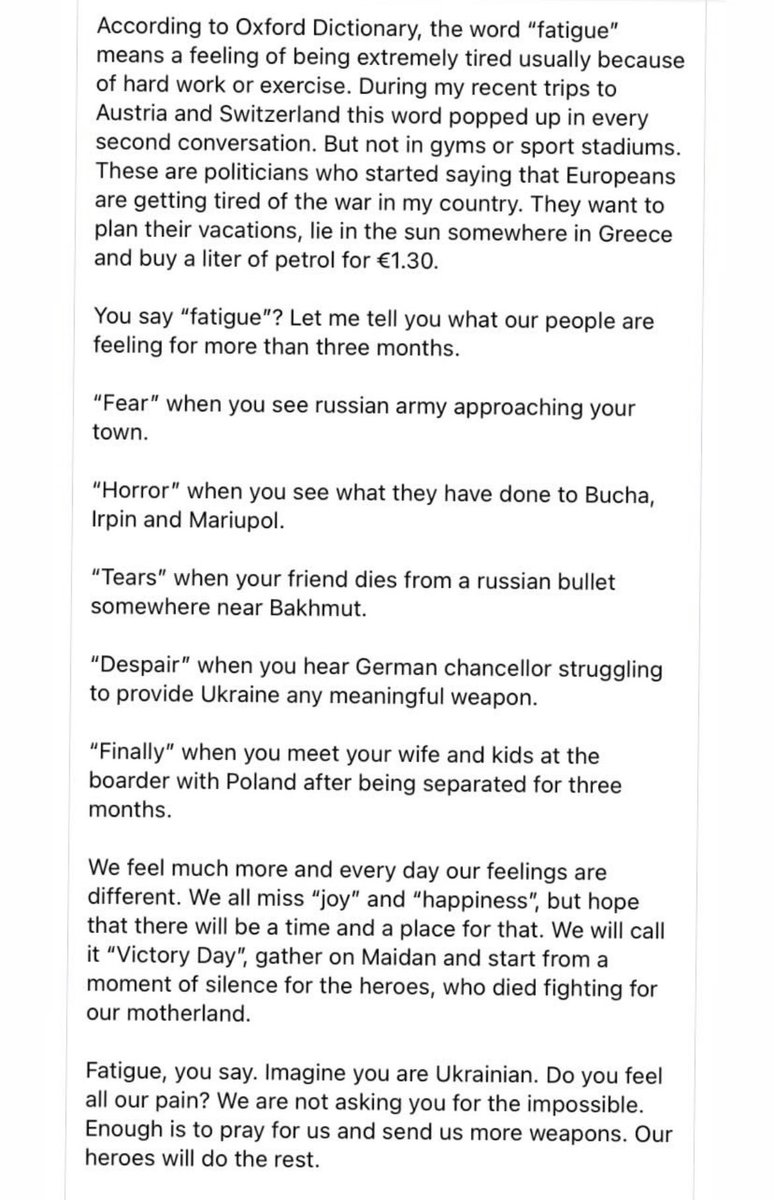 According to Oxford Dictionary, the word “fatigue”
means a feeling of being extremely tired usually because
of hard work or exercise. During my recent trips to
Austria and Switzerland this word popped up in every
second conversation. But not in gyms or sport stadiums.
These are politicians who started saying that Europeans
are getting tired of the war in my country. They want to
plan their vacations, lie in the sun somewhere in Greece
and buy a liter of petrol for €1.30.
You say “fatigue”? Let me tell you what our people are
feeling for more than three months.
“Fear” when you see russian army approaching your
town.
“Horror” when you see what they have done to Bucha,
Irpin and Mariupol.
“Tears” when your friend dies from a russian bullet
somewhere near Bakhmut.
“Despair” when you hear German chancellor struggling
to provide Ukraine any meaningful weapon.
“Finally” when you meet your wife and kids at the
boarder with Poland after being separated for three
months.
We feel much more and every day our feelings are
different. We all miss “joy” and “happiness”, but hope
that there will be a time and a place for that. We will call
it “Victory Day”, gather on Maidan and start from a
moment of silence for the heroes, who died fighting for
our motherland.
Fatigue, you say. Imagine you are Ukrainian. Do you feel
all our pain? We are not asking you for the impossible.
Enough is to pray for us and send us more weapons. Our
heroes will do the rest.